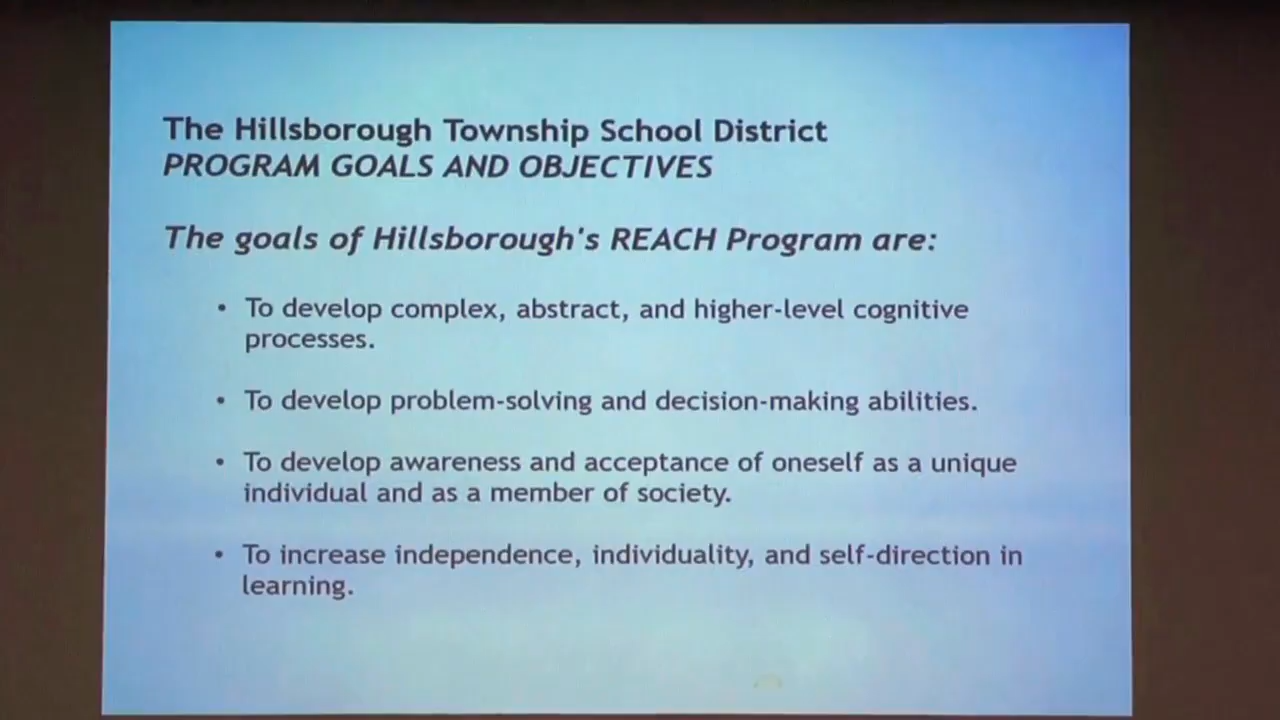 The Hillsborough Township School District
PROGRAM GOALS AND OBJECTIVES
The goals of Hillsborough's REACH Program are:
• To develop complex, abstract, and higher-level cognitive
processes.
• To develop problem-solving and decision-making abilities.
• To develop awareness and acceptance of oneself as a unique
individual and as a member of society.
• To increase independence, individuality, and self-direction in
learning.